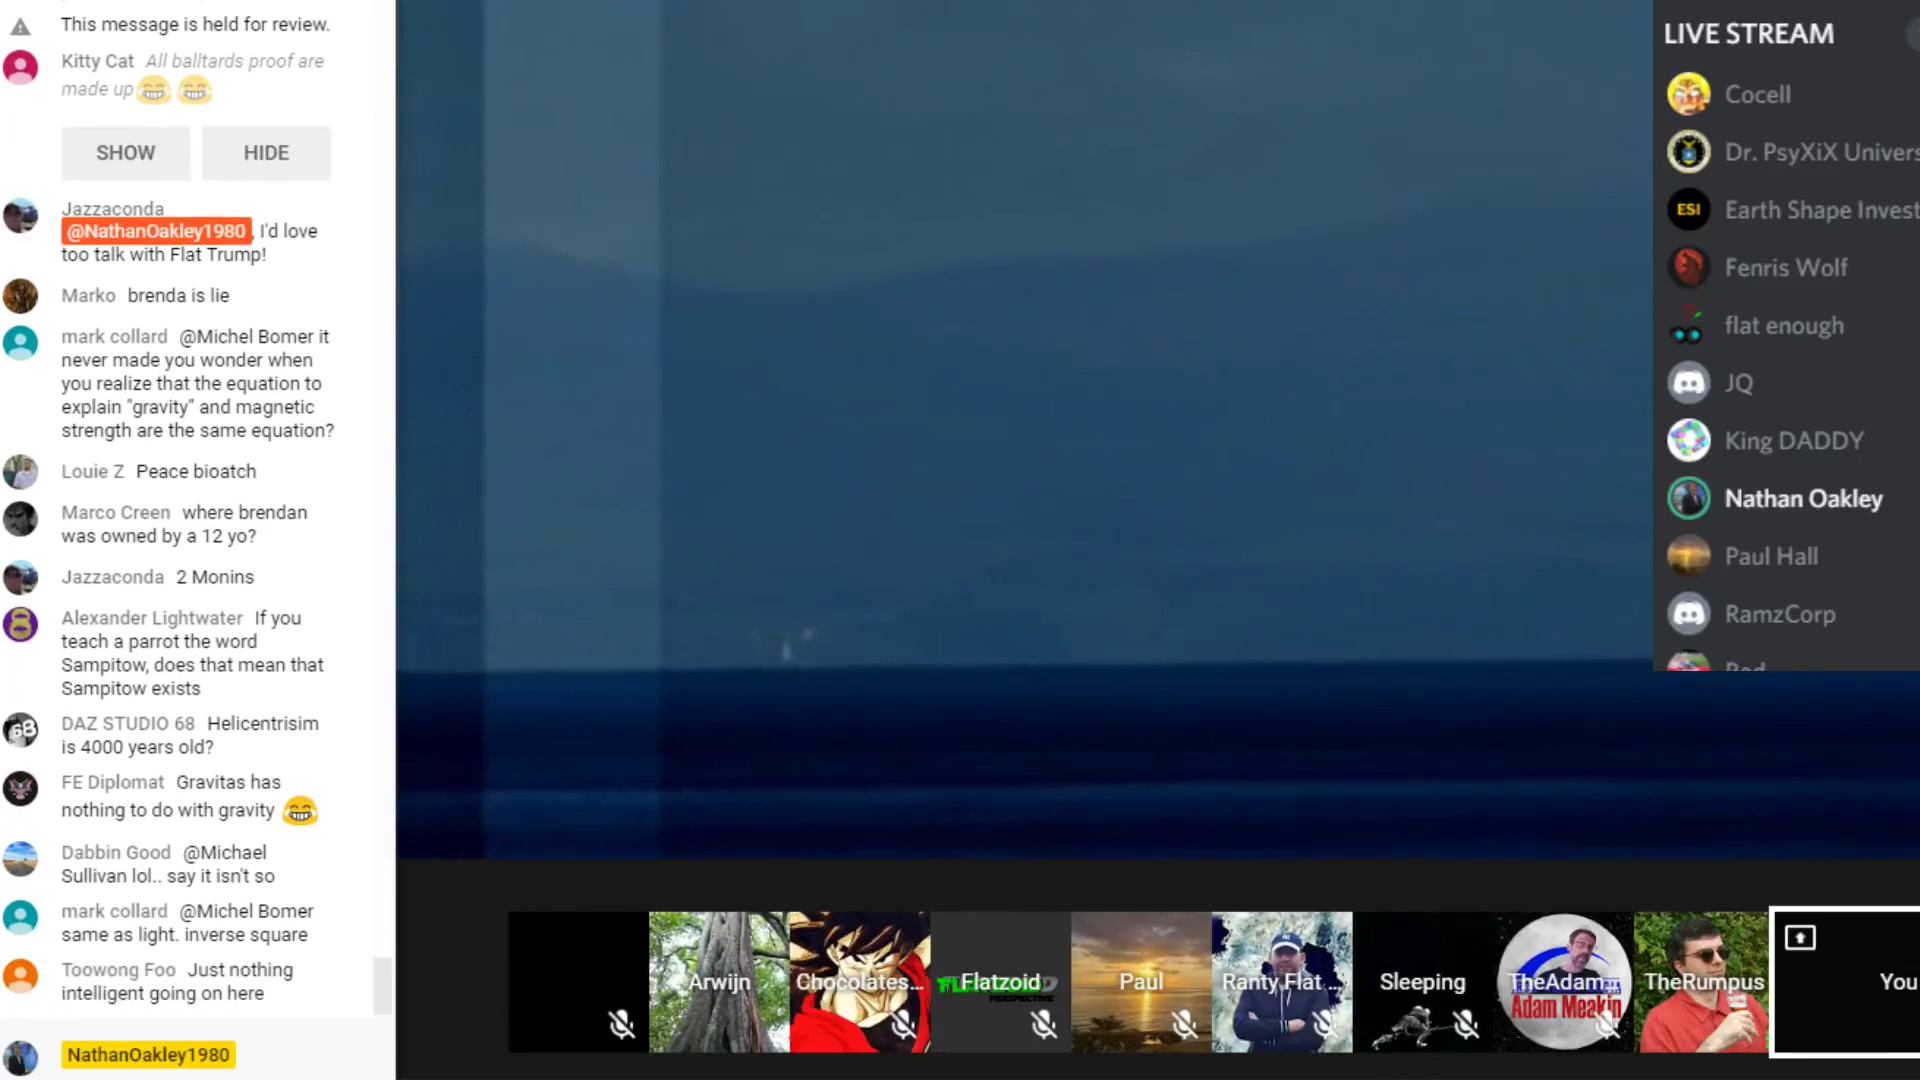 This message is held for review.
Kitty Cat All balltards proof are
made up
SHOW HIDE
Jazzaconda
@NathanOakley1980, I'd love
too talk with Flat Trump!
Marko brenda is lie
mark collard @Michel Bomer it
never made you wonder when
you realize that the equation to
explain "gravity" and magnetic
strength are the same equation?
Louie Z Peace bioatch
Marco Creen where brendan
was owned by a 12 yo?
Jazzaconda 2 Monins
Alexander Lightwater If you
teach a parrot the word
Sampitow, does that mean that
Sampitow exists
DAZ STUDIO 68 Helicentrisim
is 4000 years old?
FE Diplomat Gravitas has
nothing to do with gravity
Dabbin Good @Michael
Sullivan lol.. say it isn't so
mark collard @Michel Bomer
same as light. inverse square
Toowong Foo Just nothing
intelligent going on here
NathanOakley1980
LIVE STREAM
Cocell
Dr. PsyXiX Univers
ESI
Earth Shape Invest
Fenris Wolf
flat enough
JQ
King DADDY
Nathan Oakley
Paul Hall
RamzCorp
Arwijn
Chocolates...
Flatzoid
PERSPECTIVE
Paul
Ranty Flat ...
Sleeping
TheAdam...
Adam Meakin
TheRumpus
You